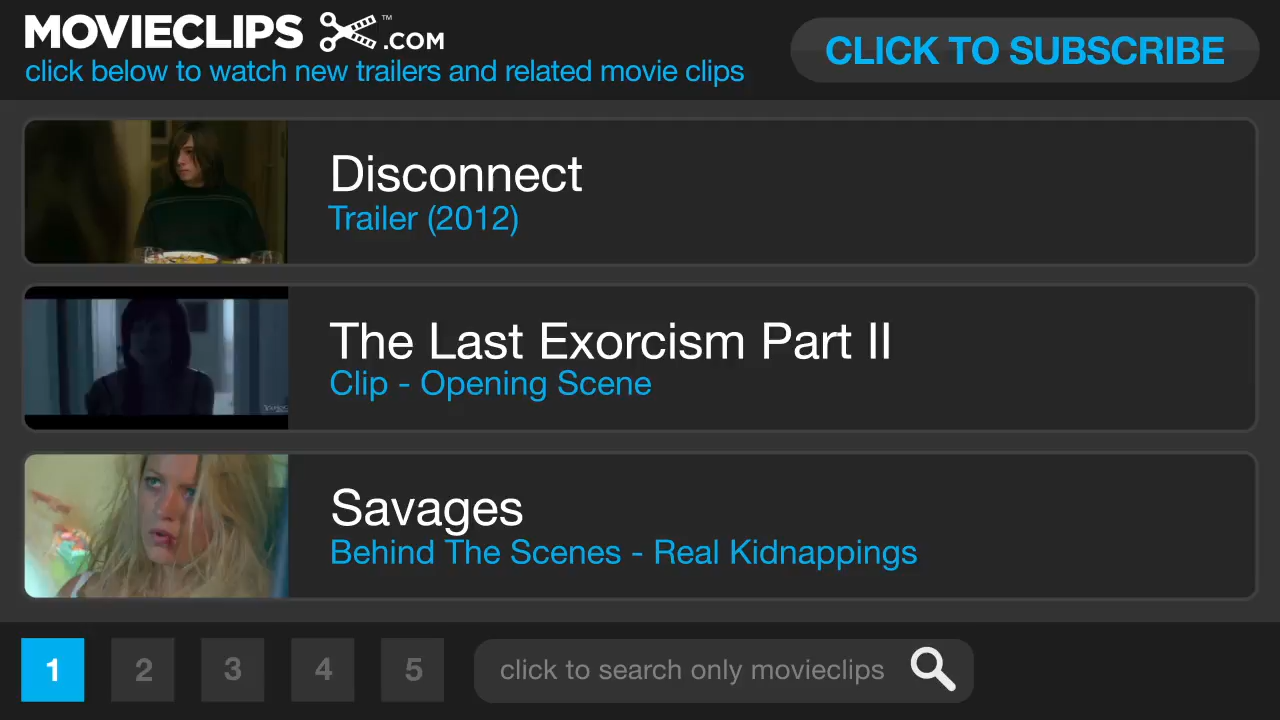 MOVIECLIPS ™ .COM
click below to watch new trailers and related movie clips
CLICK TO SUBSCRIBE
Disconnect
Trailer (2012)
The Last Exorcism Part II
Clip - Opening Scene
Savages
Behind The Scenes - Real Kidnappings
1 2 3 4 5 click to search only movieclips